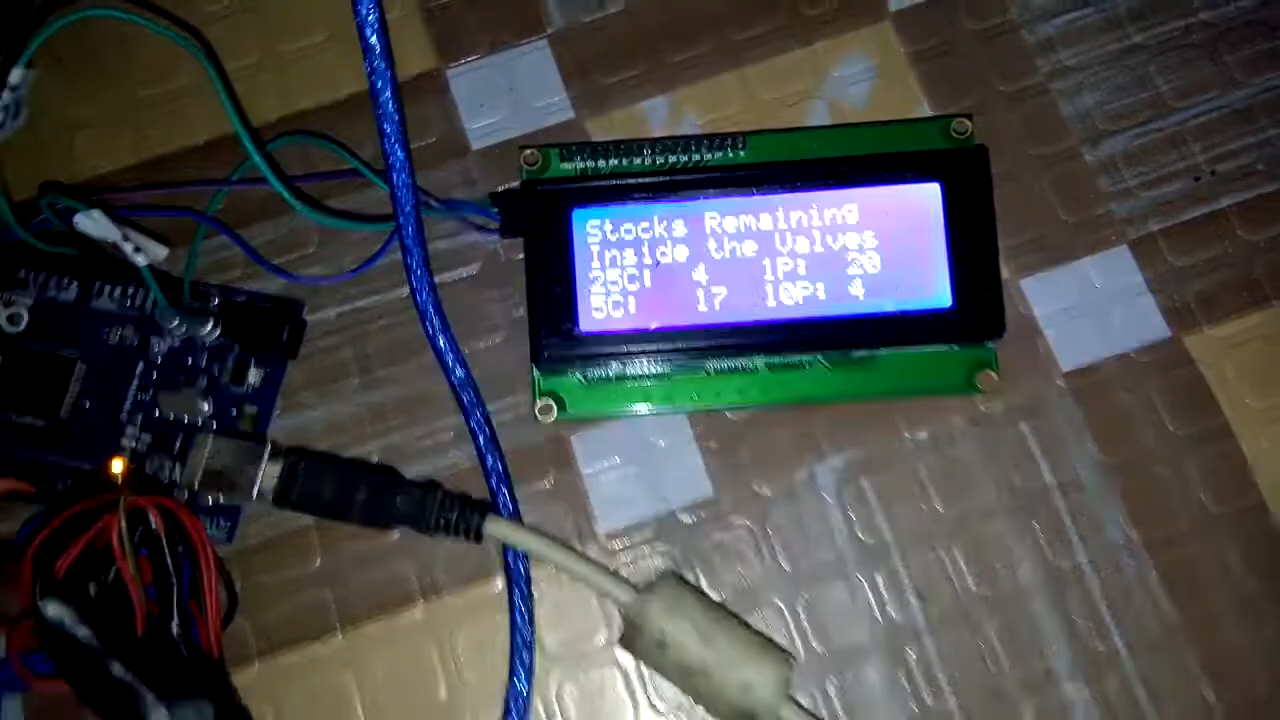 Stocks Remaining
Inside the Valves
25C: 4 1P: 20
5C: 17 10P: 4